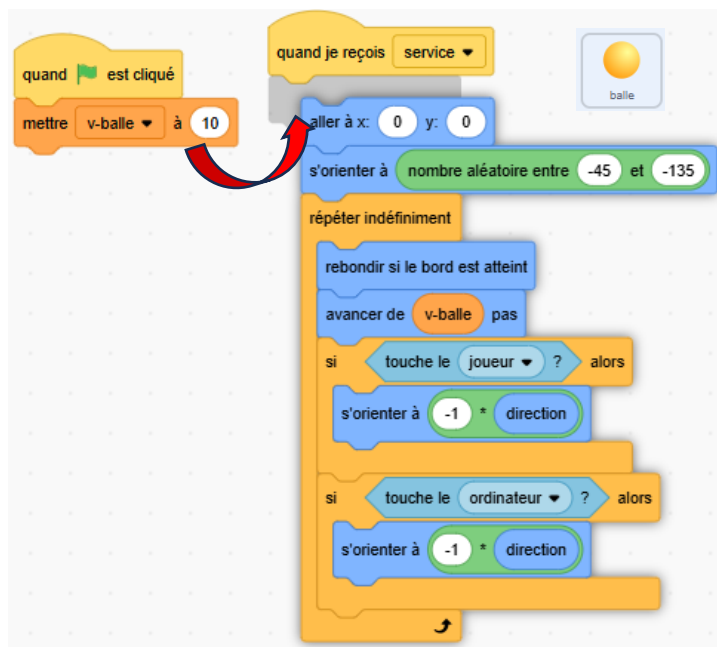 quand est cliqué
mettre v-balle à 10
quand je reçois service
balle
aller à x: 0 y: 0
s'orienter à nombre aléatoire entre -45 et -135
répéter indéfiniment
rebondir si le bord est atteint
avancer de v-balle pas
si touche le joueur ? alors
s'orienter à -1 * direction
si touche le ordinateur ? alors
s'orienter à -1 * direction